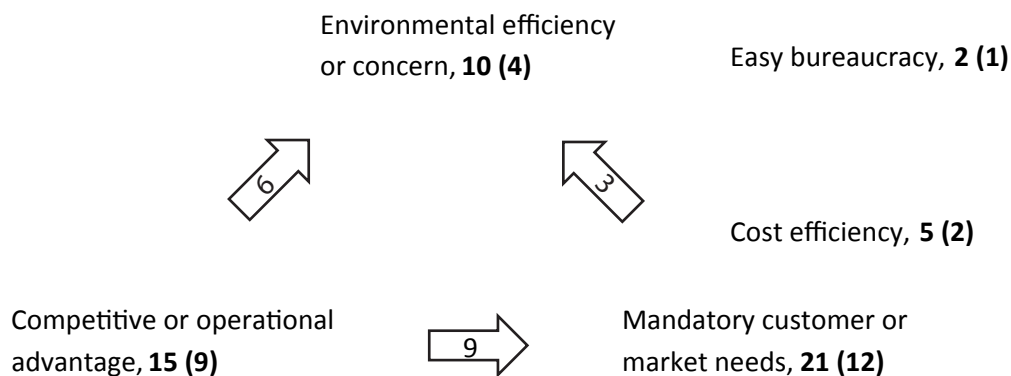 Environmental efficiency
or concern, 10 (4)
Easy bureaucracy, 2 (1)
6
3
Cost efficiency, 5 (2)
Competitive or operational
advantage, 15 (9)
9
Mandatory customer or
market needs, 21 (12)